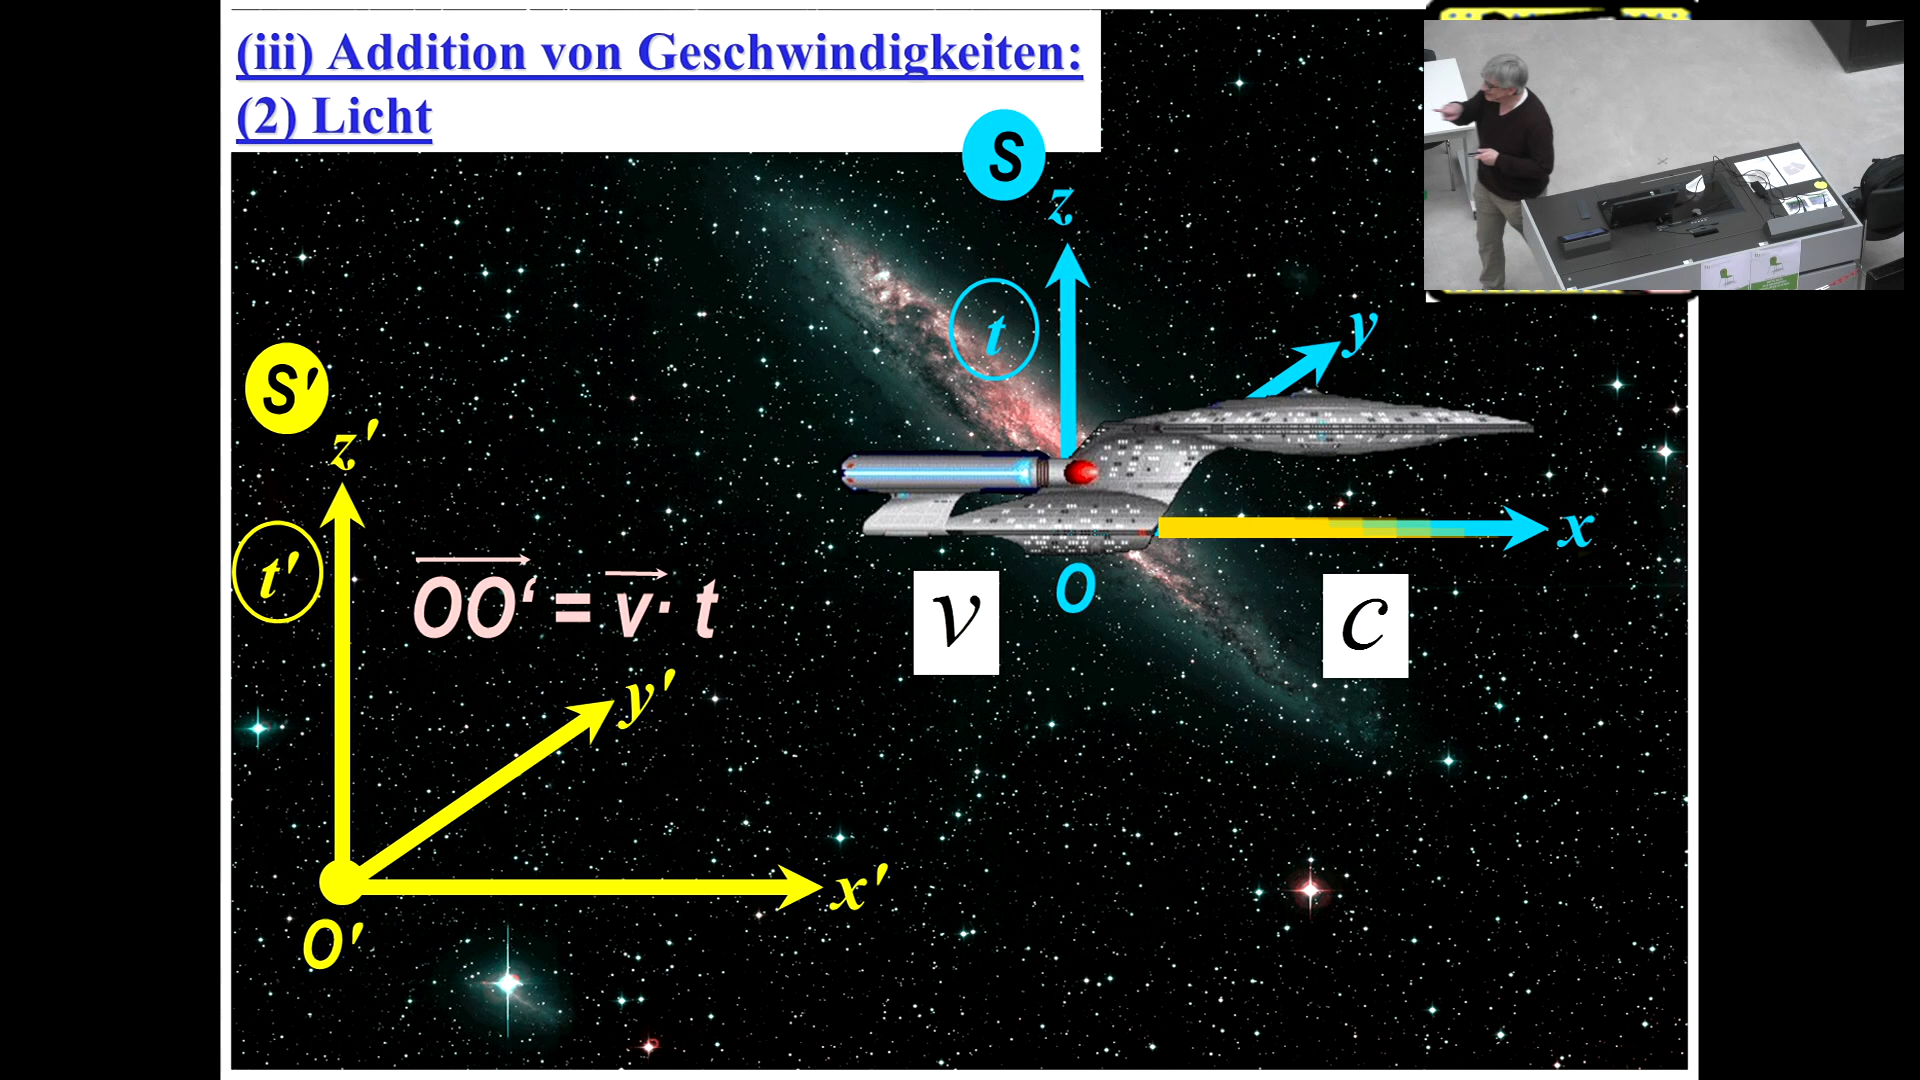 (iii) Addition von Geschwindigkeiten:
(2) Licht
S
z
t
y
S'
z'
t'
OO‘ = v· t
x
v
O
c
y'
x'
O'